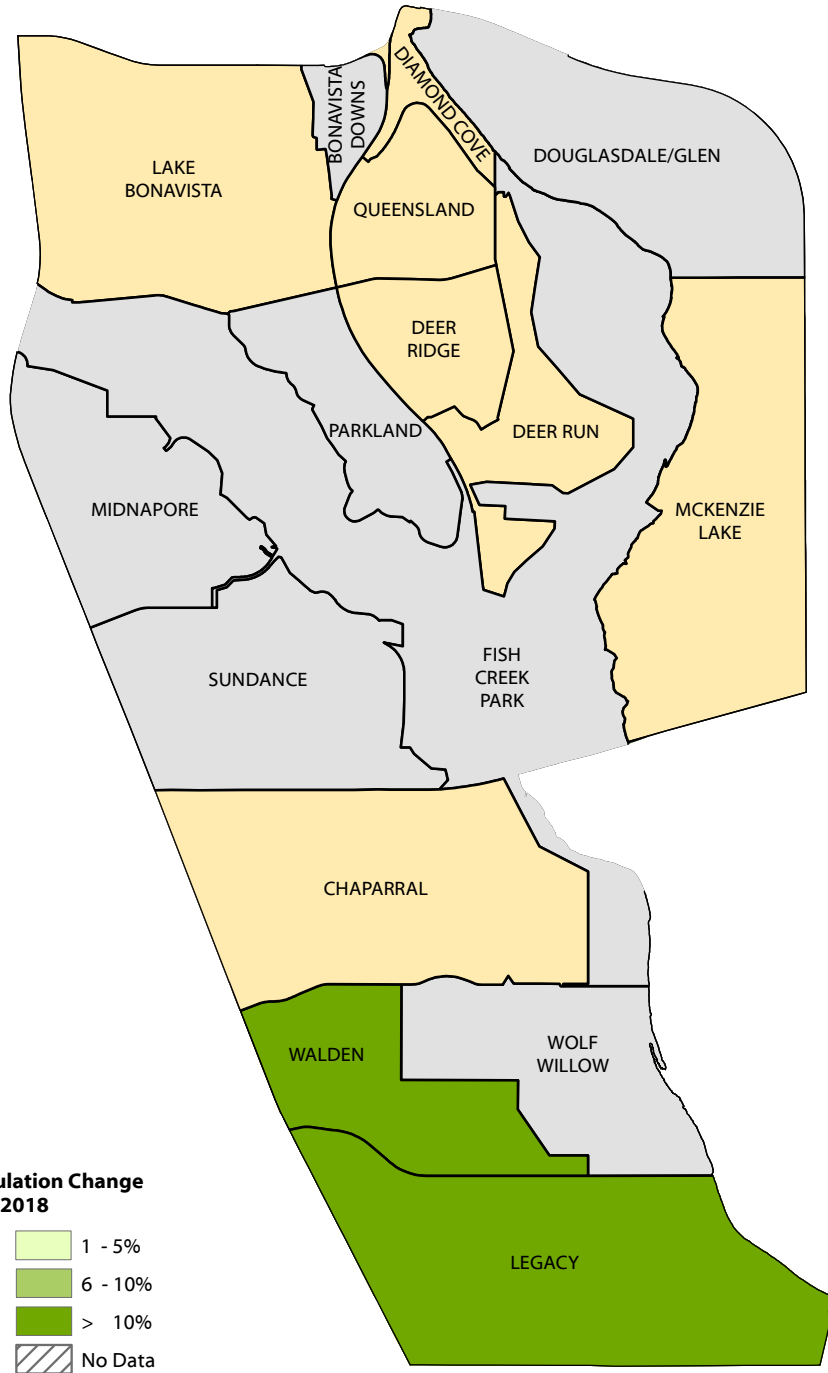 BONAVISTA
DOWNS
DIAMOND COVE
LAKE
BONAVISTA
DOUGLASDALE/GLEN
QUEENSLAND
DEER
RIDGE
PARKLAND
DEER RUN
MIDNAPORE
MCKENZIE
LAKE
SUNDANCE
FISH
CREEK
PARK
CHAPARRAL
WALDEN
WOLF
WILLOW
LEGACY
Change
2018
1 - 5%
6 - 10%
> 10%
No Data